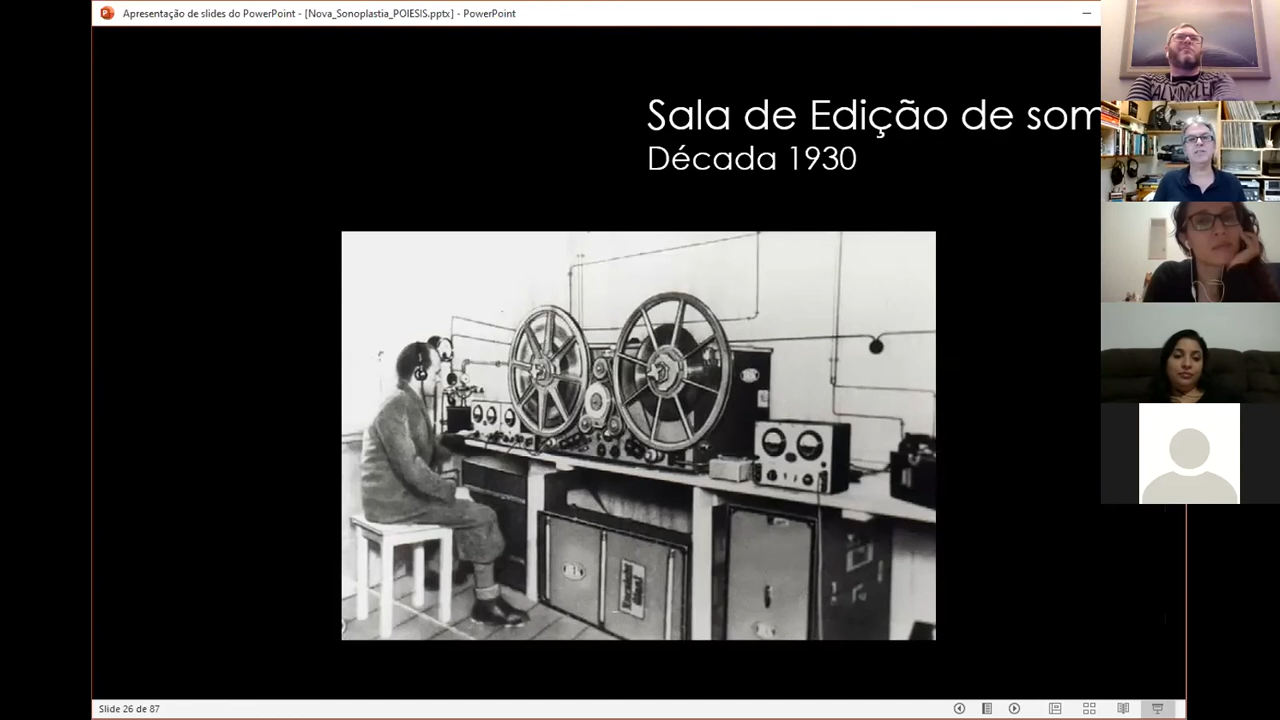 Apresentação de slides do PowerPoint - [Nova_Sonoplastia_POIESIS.pptx] - PowerPoint
Sala de Edição de som
Década 1930
Slide 26 de 87